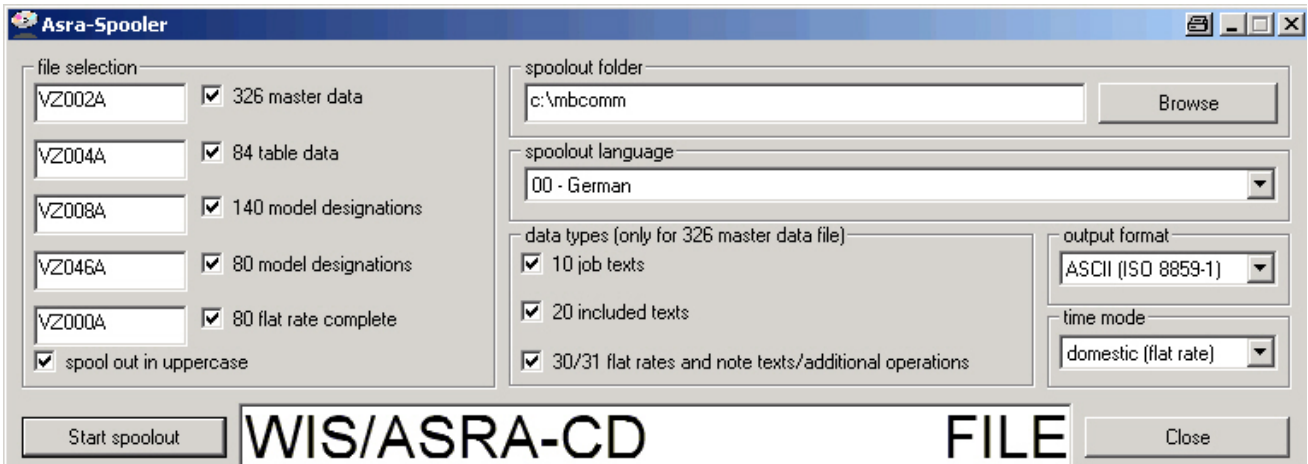 Asra-Spooler
file selection
VZ002A 326 master data
VZ004A 84 table data
VZ008A 140 model designations
VZ046A 80 model designations
VZ000A 80 flat rate complete
spool out in uppercase
spoolout folder
c:\mbcomm Browse
spoolout language
00 - German
data types (only for 326 master data file)
10 job texts
20 included texts
30/31 flat rates and note texts/additional operations
output format
ASCII (ISO 8859-1)
time mode
domestic (flat rate)
Start spoolout WIS/ASRA-CD FILE Close